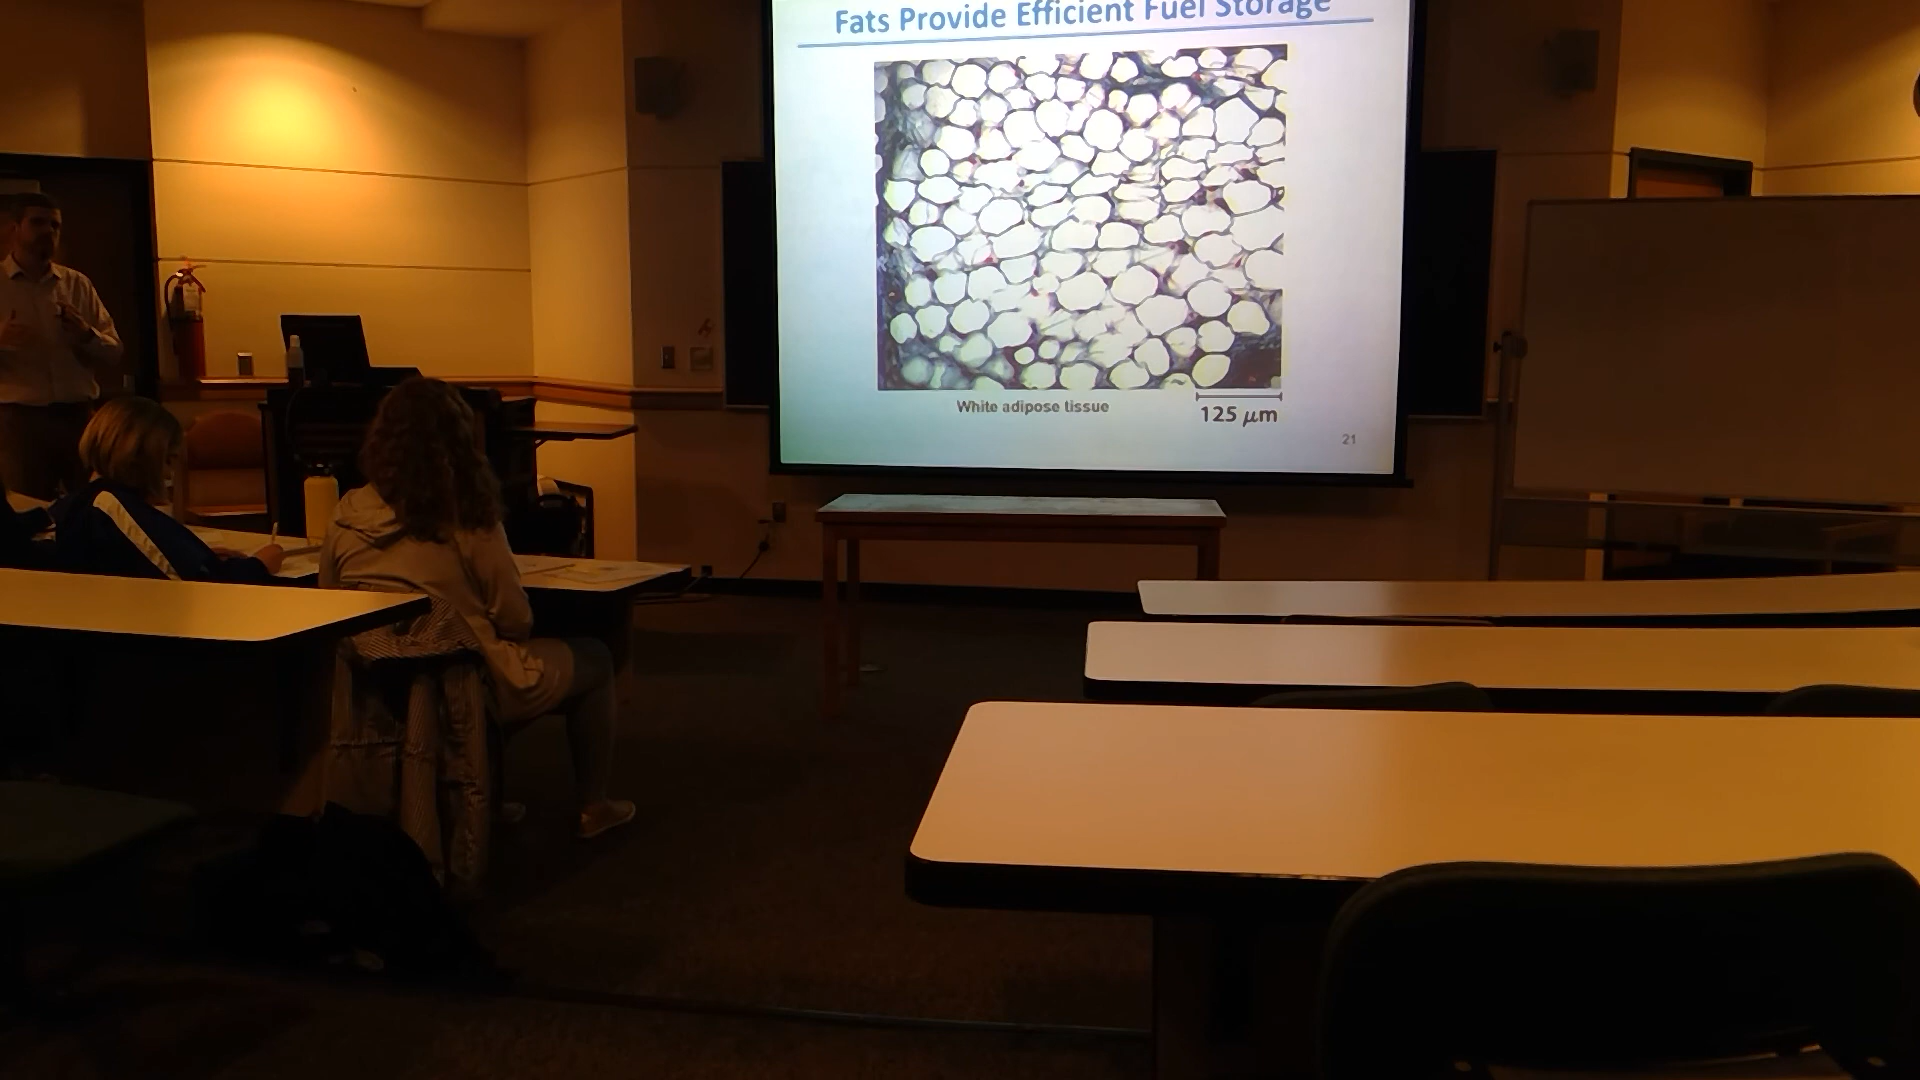 Fats Provide Efficient Fuel Storage
White adipose tissue
125 μm
21